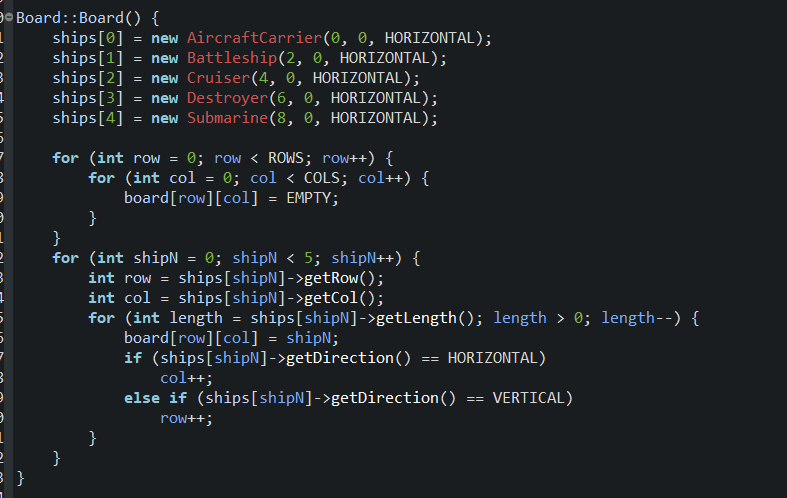 Board::Board() {
    ships[0] = new AircraftCarrier(0, 0, HORIZONTAL);
    ships[1] = new Battleship(2, 0, HORIZONTAL);
    ships[2] = new Cruiser(4, 0, HORIZONTAL);
    ships[3] = new Destroyer(6, 0, HORIZONTAL);
    ships[4] = new Submarine(8, 0, HORIZONTAL);

    for (int row = 0; row < ROWS; row++) {
        for (int col = 0; col < COLS; col++) {
            board[row][col] = EMPTY;
        }
    }
    for (int shipN = 0; shipN < 5; shipN++) {
        int row = ships[shipN]->getRow();
        int col = ships[shipN]->getCol();
        for (int length = ships[shipN]->getLength(); length > 0; length--) {
            board[row][col] = shipN;
            if (ships[shipN]->getDirection() == HORIZONTAL)
                col++;
            else if (ships[shipN]->getDirection() == VERTICAL)
                row++;
        }
    }
}